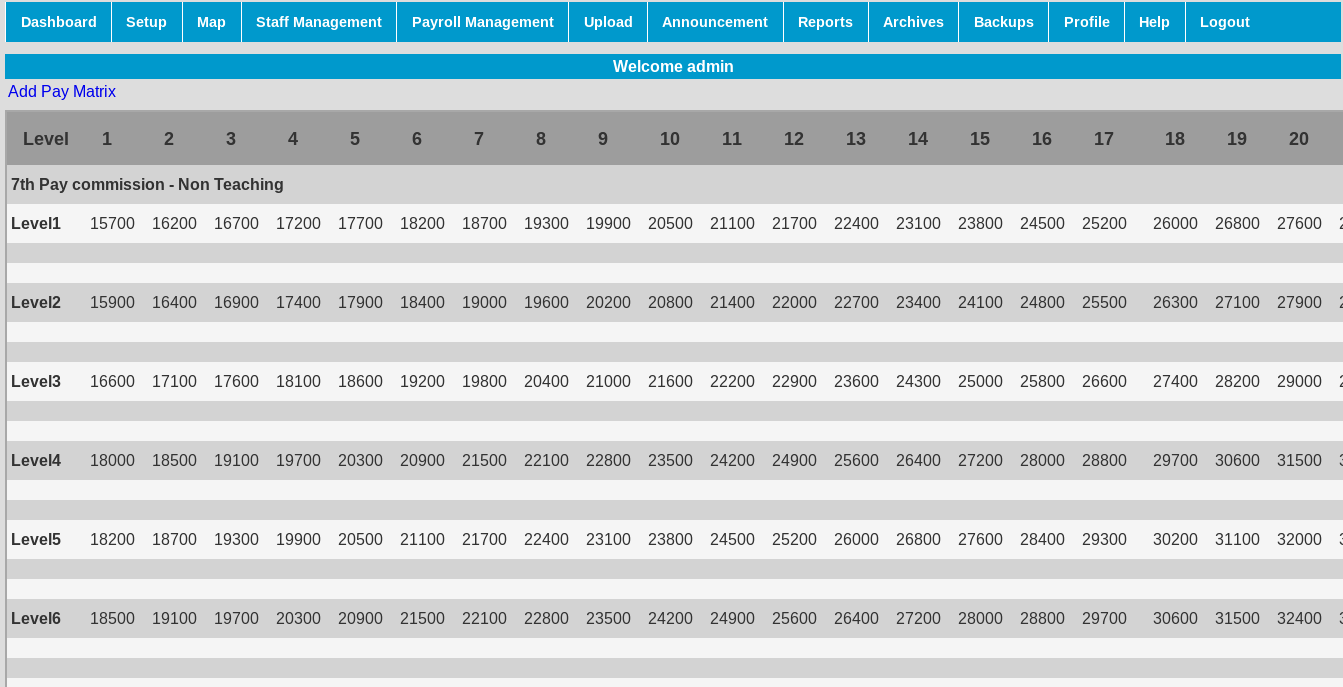 Dashboard Setup Map Staff Management Payroll Management Upload Announcement Reports Archives Backups Profile Help Logout
Welcome admin
Add Pay Matrix
Level 1 2 3 4 5 6 7 8 9 10 11 12 13 14 15 16 17 18 19 20
7th Pay commission - Non Teaching
Level1 15700 16200 16700 17200 17700 18200 18700 19300 19900 20500 21100 21700 22400 23100 23800 24500 25200 26000 26800 27600
Level2 15900 16400 16900 17400 17900 18400 19000 19600 20200 20800 21400 22000 22700 23400 24100 24800 25500 26300 27100 27900
Level3 16600 17100 17600 18100 18600 19200 19800 20400 21000 21600 22200 22900 23600 24300 25000 25800 26600 27400 28200 29000
Level4 18000 18500 19100 19700 20300 20900 21500 22100 22800 23500 24200 24900 25600 26400 27200 28000 28800 29700 30600 31500
Level5 18200 18700 19300 19900 20500 21100 21700 22400 23100 23800 24500 25200 26000 26800 27600 28400 29300 30200 31100 32000
Level6 18500 19100 19700 20300 20900 21500 22100 22800 23500 24200 24900 25600 26400 27200 28000 28800 29700 30600 31500 32400